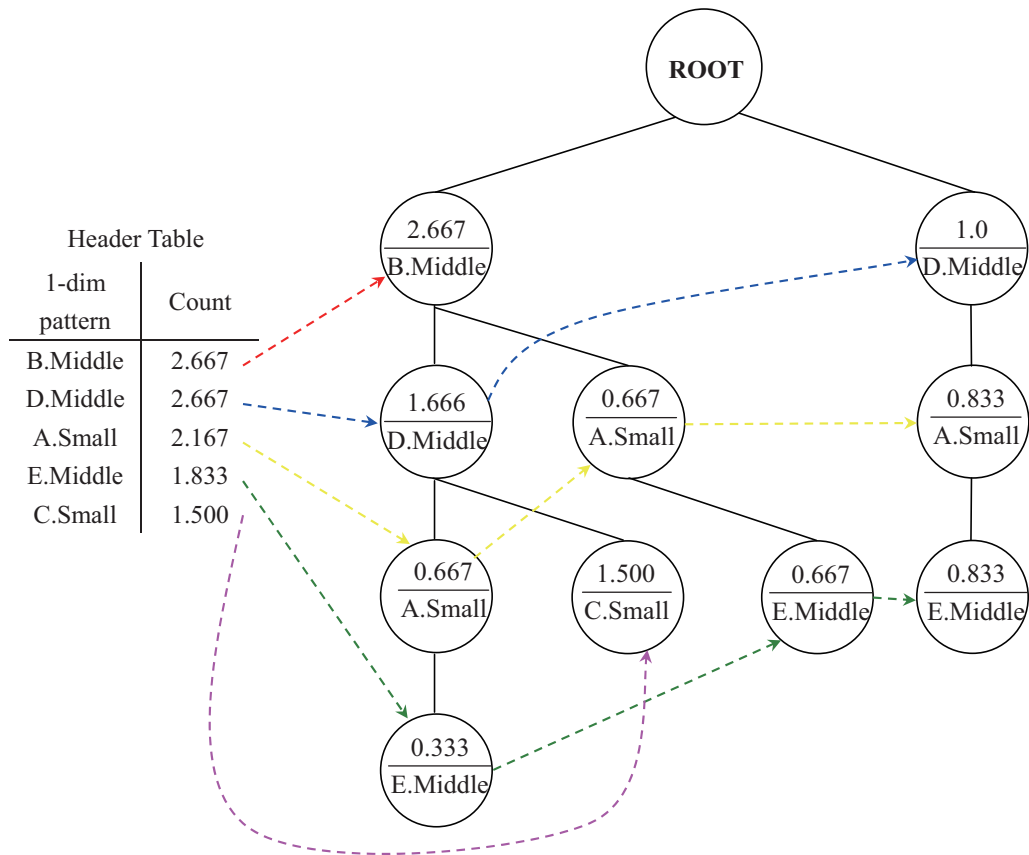 ROOT
2.667
B.Middle
1.0
D.Middle
Header Table
1-dim
pattern
Count
B.Middle 2.667
D.Middle 2.667
A.Small 2.167
E.Middle 1.833
C.Small 1.500
1.666
D.Middle
0.667
A.Small
0.833
A.Small
0.667
A.Small
1.500
C.Small
0.667
E.Middle
0.833
E.Middle
0.333
E.Middle